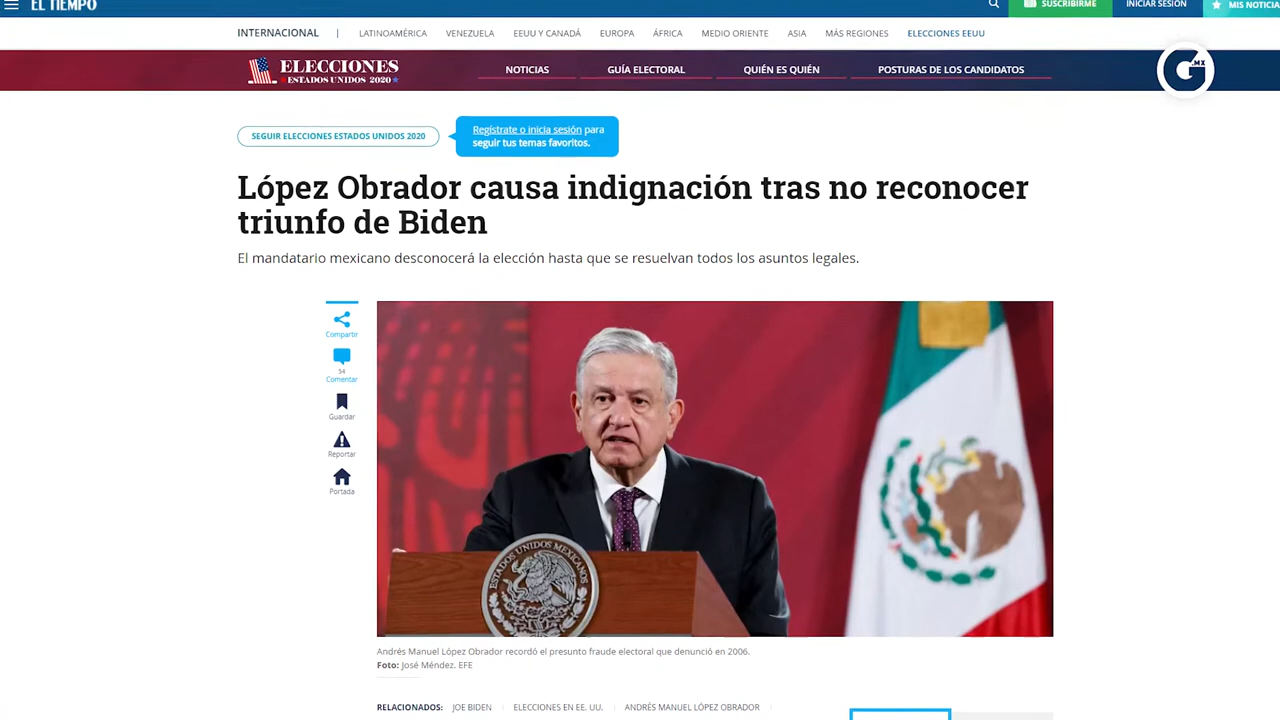 EL TIEMPO
SUSCRIBIRME
INICIAR SESIÓN
MIS NOTICIA
INTERNACIONAL | LATINOAMÉRICA VENEZUELA EEUU Y CANADÁ EUROPA ÁFRICA MEDIO ORIENTE ASIA MÁS REGIONES ELECCIONES EEUU
ELECCIONES
ESTADOS UNIDOS 2020
NOTICIAS GUÍA ELECTORAL QUIÉN ES QUIÉN POSTURAS DE LOS CANDIDATOS
G.MX
SEGUIR ELECCIONES ESTADOS UNIDOS 2020
Regístrate o inicia sesión para
seguir tus temas favoritos.
López Obrador causa indignación tras no reconocer
triunfo de Biden
El mandatario mexicano desconocerá la elección hasta que se resuelvan todos los asuntos legales.
Compartir
54
Comentar
Guardar
Reportar
Portada
ESTADOS UNIDOS MEXICANOS
Andrés Manuel López Obrador recordó el presunto fraude electoral que denunció en 2006.
Foto: José Méndez. EFE
RELACIONADOS: JOE BIDEN | ELECCIONES EN EE. UU. | ANDRÉS MANUEL LÓPEZ OBRADOR |